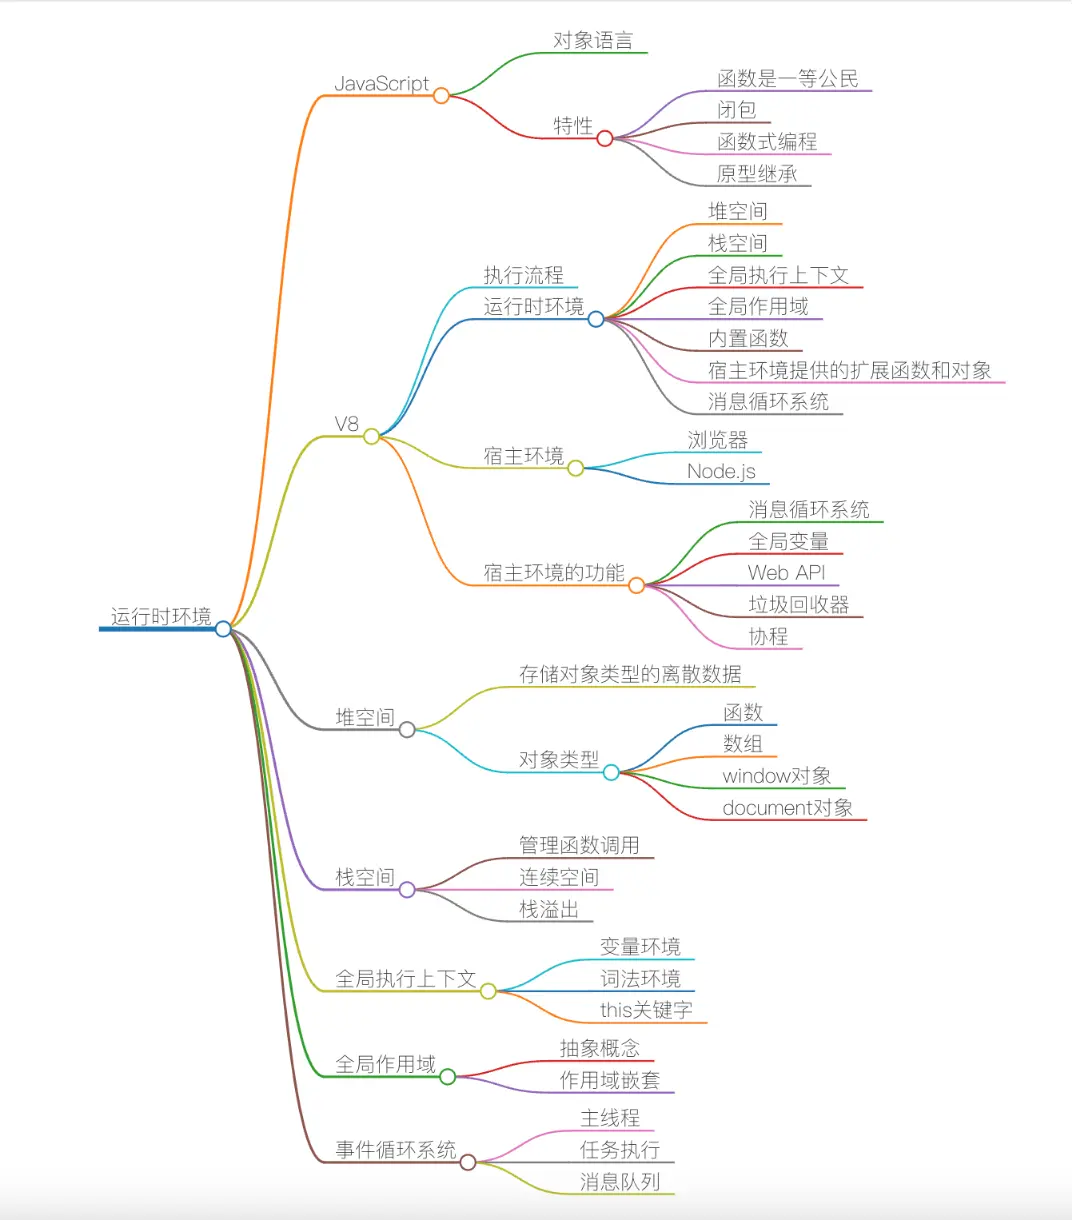 运行时环境
JavaScript
对象语言
特性
函数是一等公民
闭包
函数式编程
原型继承
V8
执行流程
运行时环境
堆空间
栈空间
全局执行上下文
全局作用域
内置函数
宿主环境提供的扩展函数和对象
消息循环系统
宿主环境
浏览器
Node.js
宿主环境的功能
消息循环系统
全局变量
Web API
垃圾回收器
协程
堆空间
存储对象类型的离散数据
对象类型
函数
数组
window对象
document对象
栈空间
管理函数调用
连续空间
栈溢出
全局执行上下文
变量环境
词法环境
this关键字
全局作用域
抽象概念
作用域嵌套
事件循环系统
主线程
任务执行
消息队列